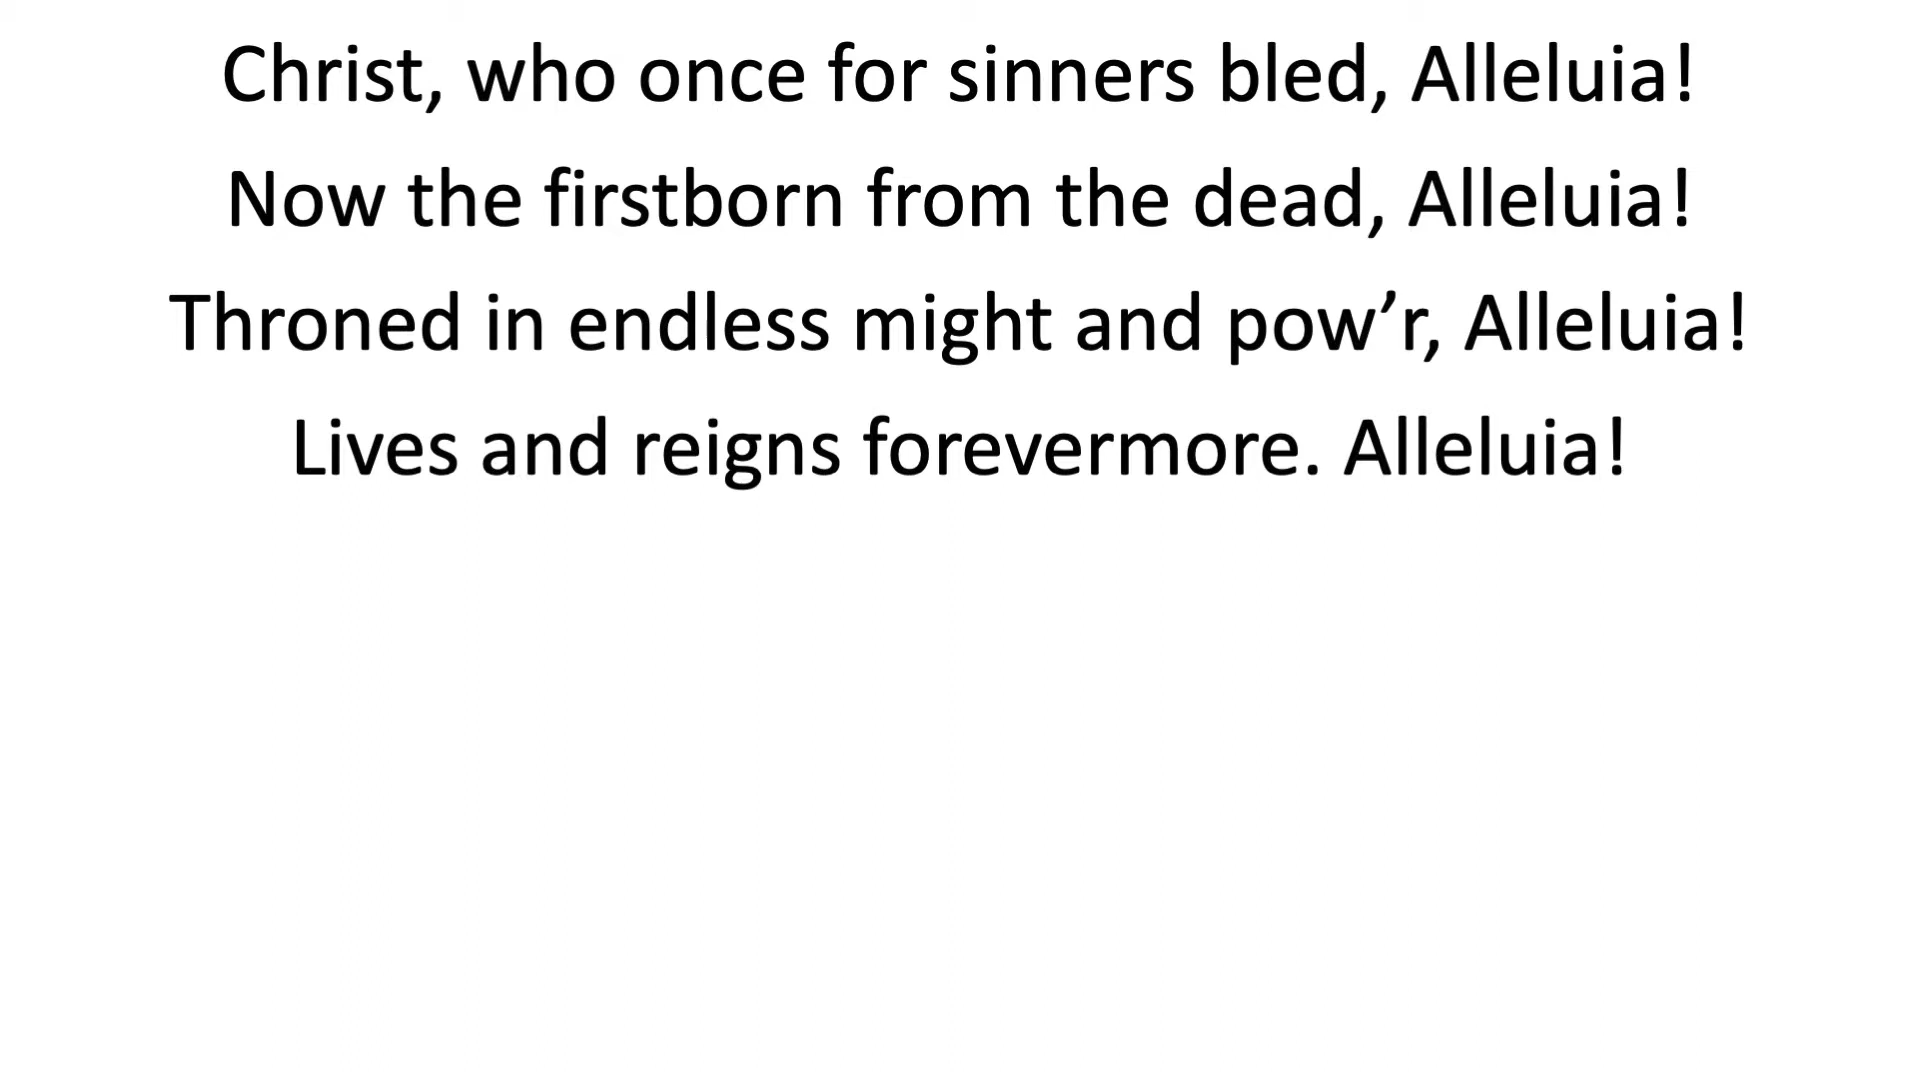 Christ, who once for sinners bled, Alleluia!
Now the firstborn from the dead, Alleluia!
Throned in endless might and pow’r, Alleluia!
Lives and reigns forevermore. Alleluia!